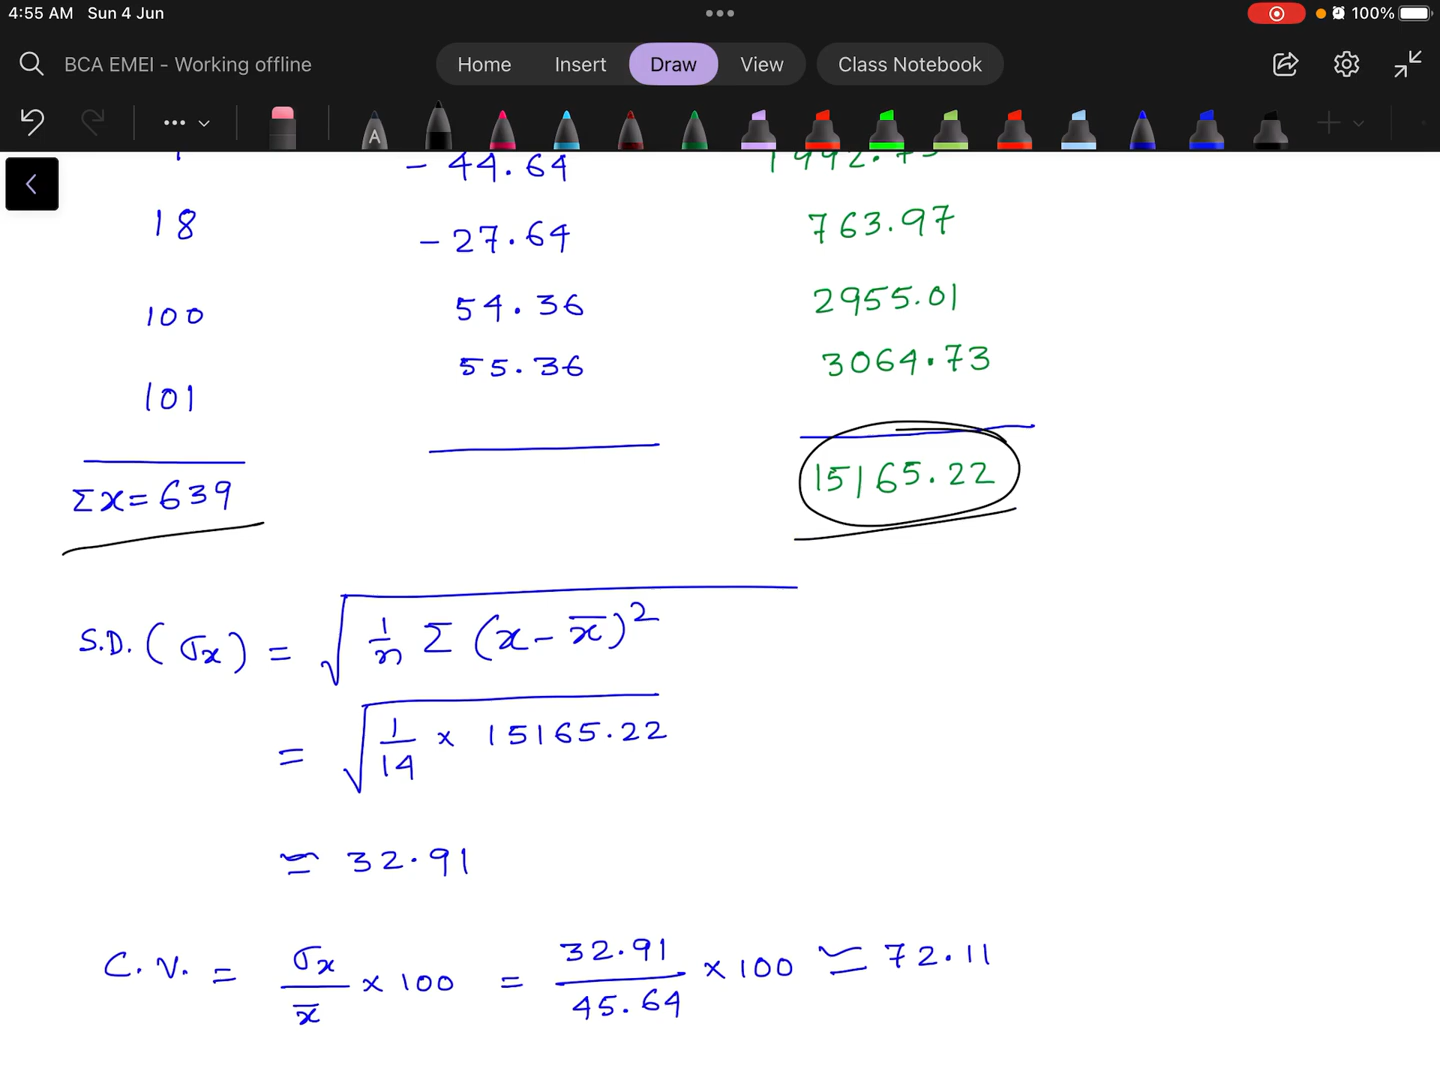 4:55 AM Sun 4 Jun 100%
BCA EMEI - Working offline Home Insert Draw View Class Notebook
A
- 44.64
18 - 27.64 763.97
100 54.36 2955.01
101 55.36 3064.73
Σx = 639 15165.22
S.D. (σx) = √(1/n Σ (x - x̄)²)
= √(1/14 × 15165.22)
≃ 32.91
C.V. = σx/x̄ × 100 = 32.91/45.64 × 100 ≃ 72.11